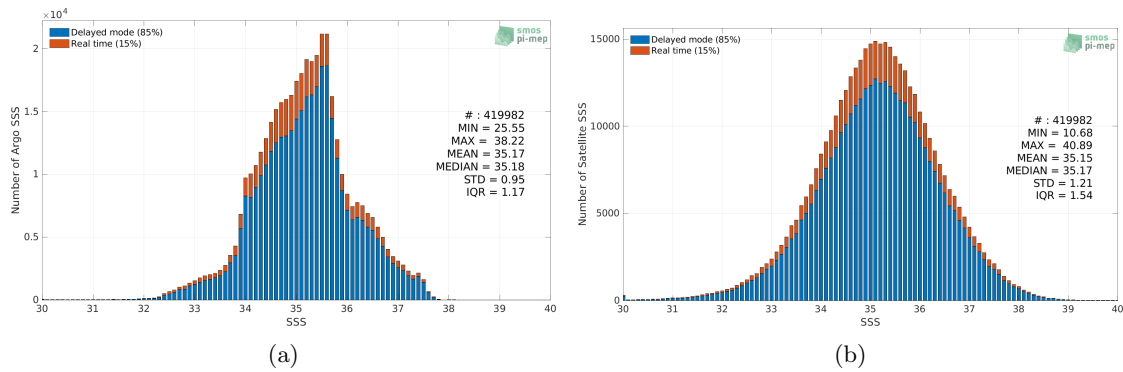 ×10⁴
Delayed mode (85%)
Real time (15%)
smos
pi-mep
# : 419982
MIN = 25.55
MAX = 38.22
MEAN = 35.17
MEDIAN = 35.18
STD = 0.95
IQR = 1.17
Number of Argo SSS
2
1.5
1
0.5
0
30 31 32 33 34 35 36 37 38 39 40
SSS
(a)
Delayed mode (85%)
Real time (15%)
smos
pi-mep
# : 419982
MIN = 10.68
MAX = 40.89
MEAN = 35.15
MEDIAN = 35.17
STD = 1.21
IQR = 1.54
Number of Satellite SSS
15000
10000
5000
0
30 31 32 33 34 35 36 37 38 39 40
SSS
(b)